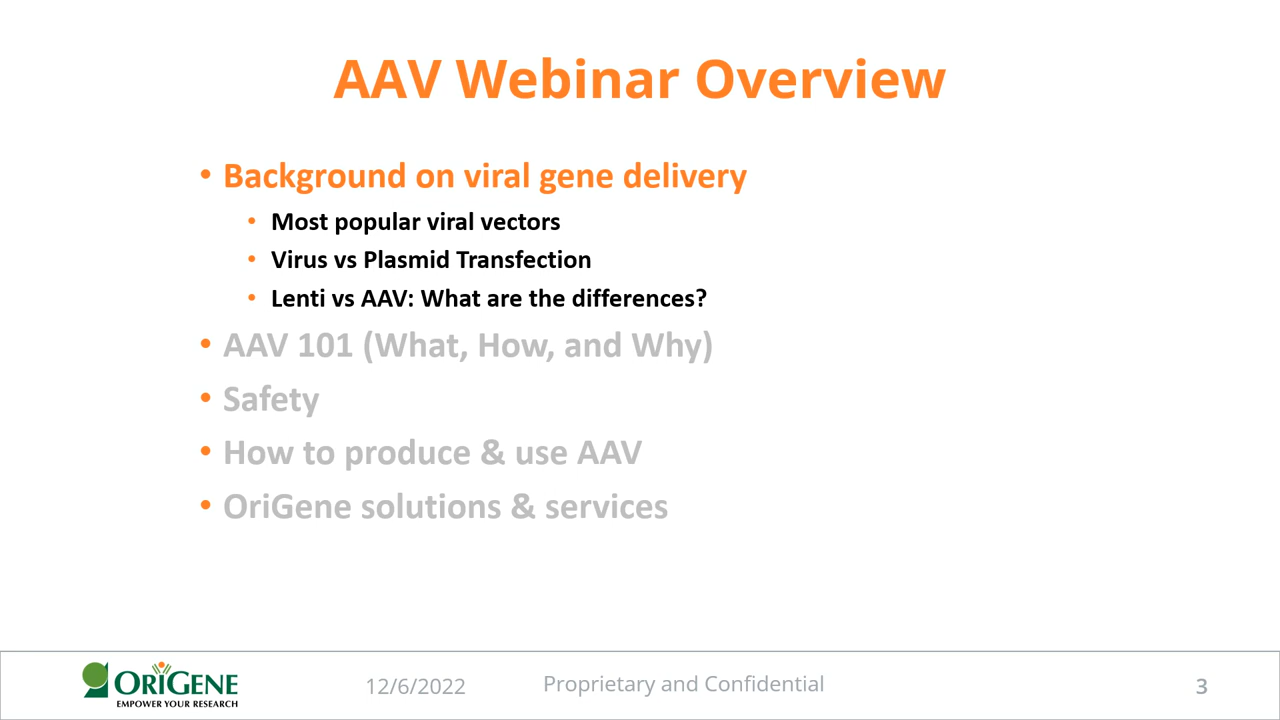 AAV Webinar Overview
• Background on viral gene delivery
• Most popular viral vectors
• Virus vs Plasmid Transfection
• Lenti vs AAV: What are the differences?
• AAV 101 (What, How, and Why)
• Safety
• How to produce & use AAV
• OriGene solutions & services
ORIGENE
EMPOWER YOUR RESEARCH
12/6/2022
Proprietary and Confidential
3